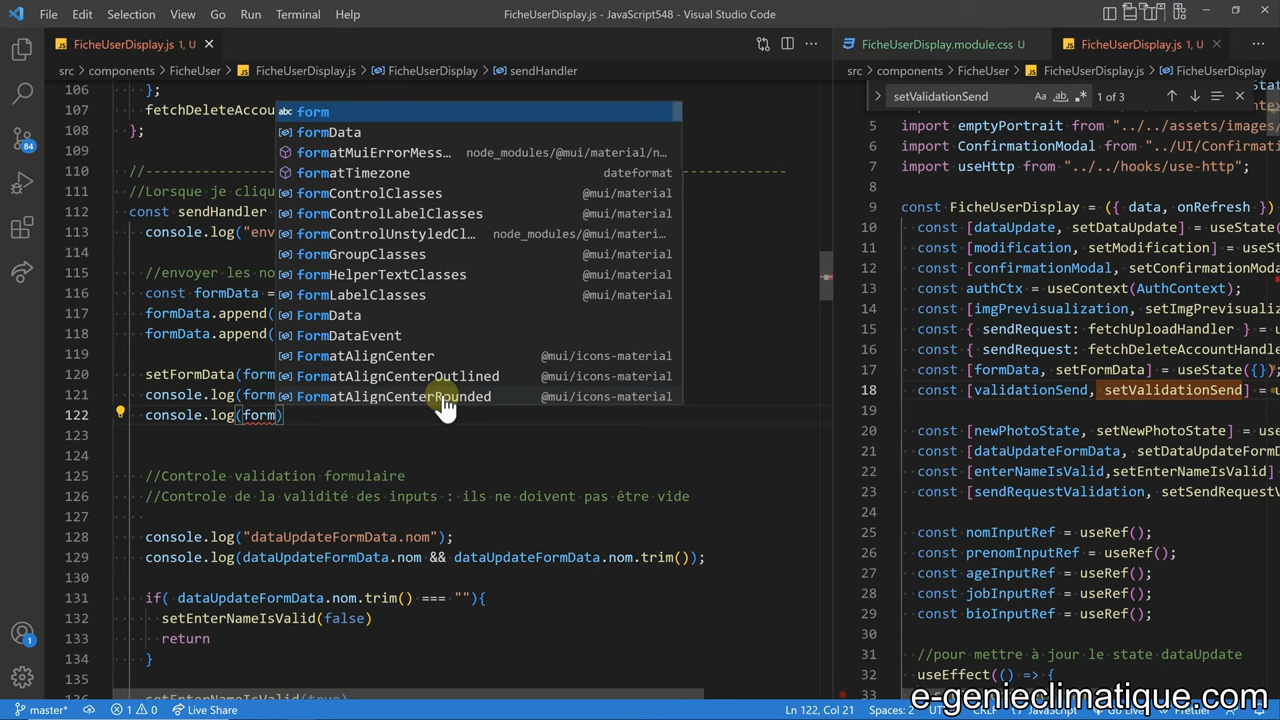 File Edit Selection View Go Run Terminal Help FicheUserDisplay.js - JavaScript548 - Visual Studio Code
FicheUserDisplay.js 1, U
src > components > FicheUser > FicheUserDisplay.js > FicheUserDisplay > sendHandler
106 };
107 fetchDeleteAccou
108 };
109
110 //----------
111 //Lorsque je cliqu
112 const sendHandler
113 console.log("env
114
115 //envoyer les no
116 const formData =
117 formData.append(
118 formData.append(
119
120 setFormData(form
121 console.log(form
122 console.log(form)
123
124
125 //Controle validation formulaire
126 //Controle de la validité des inputs : ils ne doivent pas être vide
127
128 console.log("dataUpdateFormData.nom");
129 console.log(dataUpdateFormData.nom && dataUpdateFormData.nom.trim());
130
131 if( dataUpdateFormData.nom.trim() === ""){
132 setEnterNameIsValid(false)
133 return
134 }
135
136 setEnterNameIsValid(true)
abc form
formData
formatMuiErrorMess... node_modules/@mui/material/n...
formatTimezone dateformat
formControlClasses @mui/material
formControlLabelClasses @mui/material
formControlUnstyledCl... node_modules/@mui/materi...
formGroupClasses @mui/material
formHelperTextClasses @mui/material
formLabelClasses @mui/material
FormData
FormDataEvent
FormatAlignCenter @mui/icons-material
FormatAlignCenterOutlined @mui/icons-material
FormatAlignCenterRounded @mui/icons-material
FicheUserDisplay.module.css U
FicheUserDisplay.js 1, U
src > components > FicheUser > FicheUserDisplay.js > FicheUserDisplay
setValidationSend Aa ab 1 of 3
5 import emptyPortrait from "../../assets/images/
6 import ConfirmationModal from "../UI/Confirmat
7 import useHttp from "../../hooks/use-http";
8
9 const FicheUserDisplay = ({ data, onRefresh })
10 const [dataUpdate, setDataUpdate] = useState(
11 const [modification, setModification] = useSt
12 const [confirmationModal, setConfirmationModa
13 const authCtx = useContext(AuthContext);
14 const [imgPrevisualization, setImgPrevisualiz
15 const { sendRequest: fetchUploadHandler } = u
16 const { sendRequest: fetchDeleteAccountHandle
17 const [formData, setFormData] = useState({});
18 const [validationSend, setValidationSend] = u
19
20 const [newPhotoState, setNewPhotoState] = use
21 const [dataUpdateFormData, setDataUpdateFormD
22 const [enterNameIsValid,setEnterNameIsValid]
23 const [sendRequestValidation, setSendRequestV
24
25 const nomInputRef = useRef();
26 const prenomInputRef = useRef();
27 const ageInputRef = useRef();
28 const jobInputRef = useRef();
29 const bioInputRef = useRef();
30
31 //pour mettre à jour le state dataUpdate
32 useEffect(() => {
33
84
1
master* 1 0 Live Share Ln 122, Col 21 Spaces: 2
e-genieclimatique.com